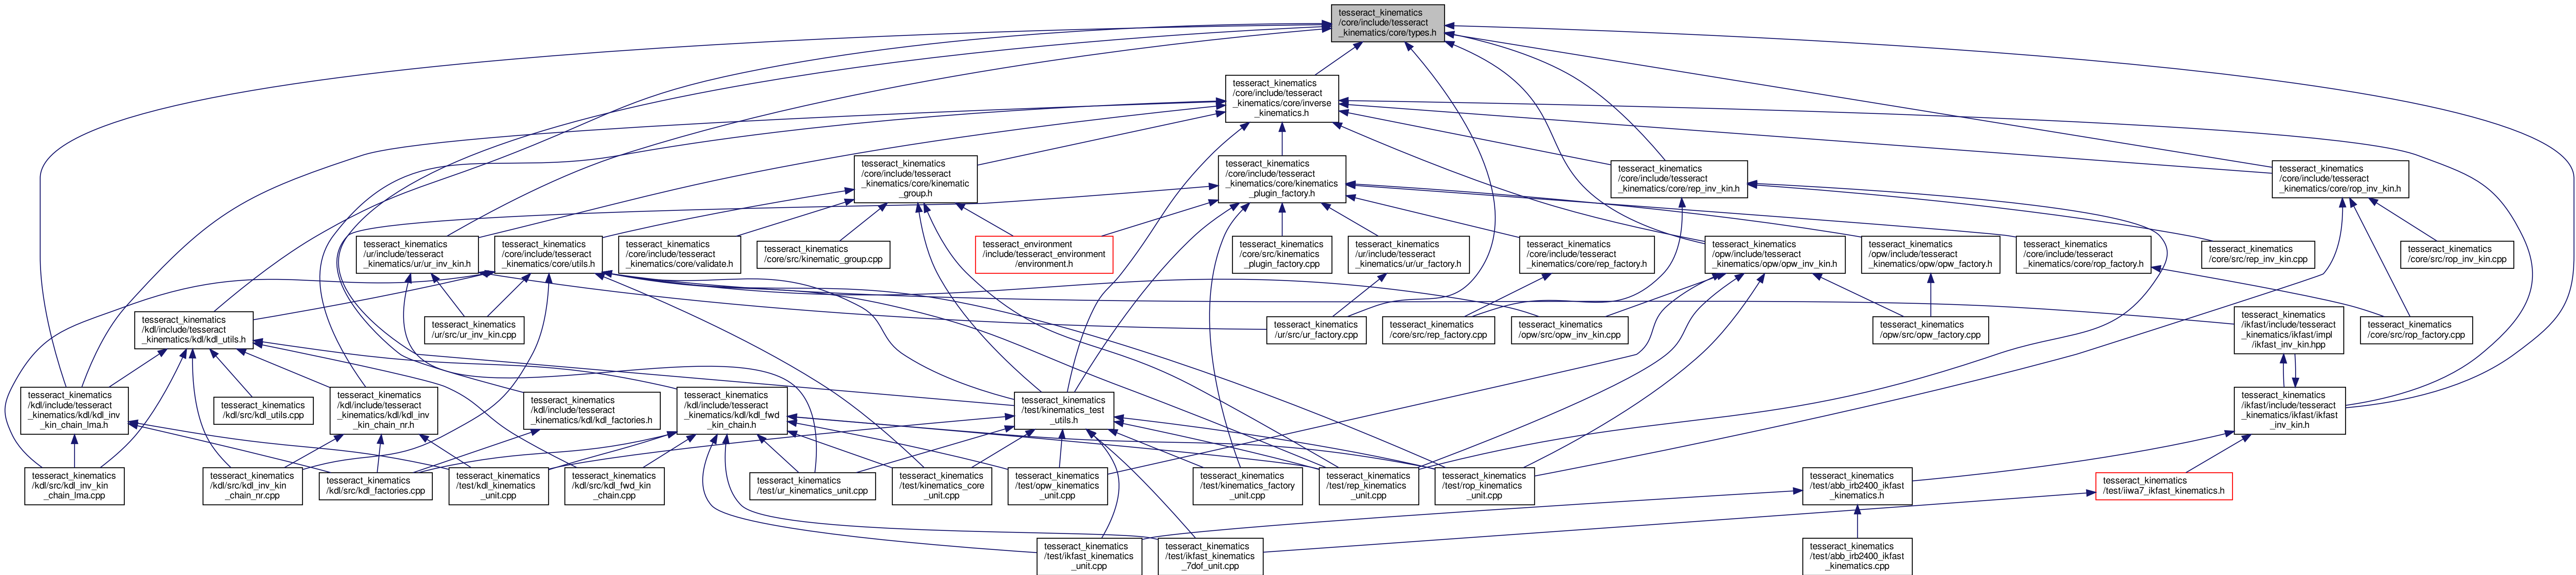 tesseract_kinematics
/core/include/tesseract
_kinematics/core/types.h
tesseract_kinematics
/core/include/tesseract
_kinematics/core/inverse
_kinematics.h
tesseract_kinematics
/core/include/tesseract
_kinematics/core/kinematic
_group.h
tesseract_kinematics
/core/include/tesseract
_kinematics/core/kinematics
_plugin_factory.h
tesseract_kinematics
/core/include/tesseract
_kinematics/core/rep_inv_kin.h
tesseract_kinematics
/core/include/tesseract
_kinematics/core/rop_inv_kin.h
tesseract_kinematics
/ur/include/tesseract
_kinematics/ur/ur_inv_kin.h
tesseract_kinematics
/core/include/tesseract
_kinematics/core/utils.h
tesseract_kinematics
/core/include/tesseract
_kinematics/core/validate.h
tesseract_kinematics
/core/src/kinematic_group.cpp
tesseract_environment
/include/tesseract_environment
/environment.h
tesseract_kinematics
/core/src/kinematics
_plugin_factory.cpp
tesseract_kinematics
/ur/include/tesseract
_kinematics/ur/ur_factory.h
tesseract_kinematics
/core/include/tesseract
_kinematics/core/rep_factory.h
tesseract_kinematics
/opw/include/tesseract
_kinematics/opw/opw_inv_kin.h
tesseract_kinematics
/opw/include/tesseract
_kinematics/opw/opw_factory.h
tesseract_kinematics
/core/include/tesseract
_kinematics/core/rop_factory.h
tesseract_kinematics
/core/src/rep_inv_kin.cpp
tesseract_kinematics
/core/src/rop_inv_kin.cpp
tesseract_kinematics
/kdl/include/tesseract
_kinematics/kdl/kdl_utils.h
tesseract_kinematics
/ur/src/ur_inv_kin.cpp
tesseract_kinematics
/ur/src/ur_factory.cpp
tesseract_kinematics
/core/src/rep_factory.cpp
tesseract_kinematics
/opw/src/opw_inv_kin.cpp
tesseract_kinematics
/opw/src/opw_factory.cpp
tesseract_kinematics
/ikfast/include/tesseract
_kinematics/ikfast/impl
/ikfast_inv_kin.hpp
tesseract_kinematics
/core/src/rop_factory.cpp
tesseract_kinematics
/kdl/include/tesseract
_kinematics/kdl/kdl_inv
_kin_chain_lma.h
tesseract_kinematics
/kdl/src/kdl_utils.cpp
tesseract_kinematics
/kdl/include/tesseract
_kinematics/kdl/kdl_inv
_kin_chain_nr.h
tesseract_kinematics
/kdl/include/tesseract
_kinematics/kdl/kdl_factories.h
tesseract_kinematics
/kdl/include/tesseract
_kinematics/kdl/kdl_fwd
_kin_chain.h
tesseract_kinematics
/test/kinematics_test
_utils.h
tesseract_kinematics
/ikfast/include/tesseract
_kinematics/ikfast/ikfast
_inv_kin.h
tesseract_kinematics
/kdl/src/kdl_inv_kin
_chain_lma.cpp
tesseract_kinematics
/kdl/src/kdl_inv_kin
_chain_nr.cpp
tesseract_kinematics
/kdl/src/kdl_factories.cpp
tesseract_kinematics
/test/kdl_kinematics
_unit.cpp
tesseract_kinematics
/kdl/src/kdl_fwd_kin
_chain.cpp
tesseract_kinematics
/test/ur_kinematics_unit.cpp
tesseract_kinematics
/test/kinematics_core
_unit.cpp
tesseract_kinematics
/test/opw_kinematics
_unit.cpp
tesseract_kinematics
/test/kinematics_factory
_unit.cpp
tesseract_kinematics
/test/rep_kinematics
_unit.cpp
tesseract_kinematics
/test/rop_kinematics
_unit.cpp
tesseract_kinematics
/test/abb_irb2400_ikfast
_kinematics.h
tesseract_kinematics
/test/iiwa7_ikfast_kinematics.h
tesseract_kinematics
/test/ikfast_kinematics
_unit.cpp
tesseract_kinematics
/test/ikfast_kinematics
_7dof_unit.cpp
tesseract_kinematics
/test/abb_irb2400_ikfast
_kinematics.cpp